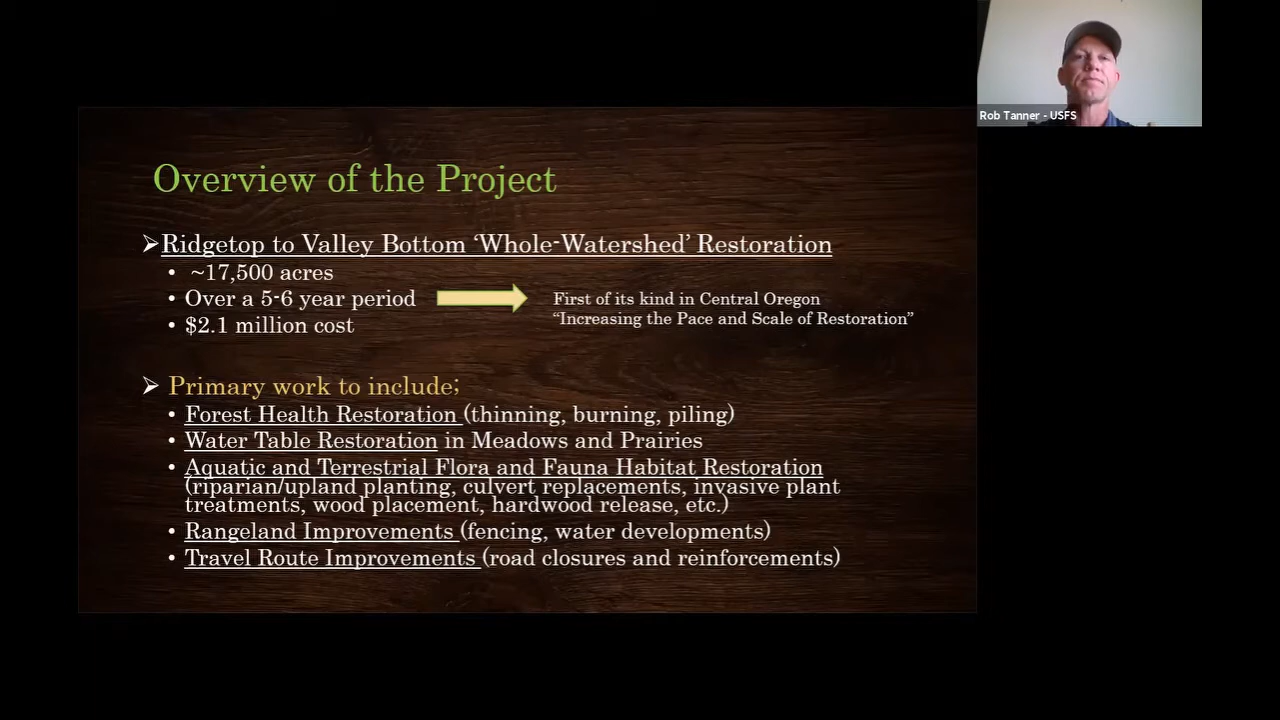 Rob Tanner - USFS
Overview of the Project
➢Ridgetop to Valley Bottom ‘Whole-Watershed’ Restoration
• ~17,500 acres
• Over a 5-6 year period
• $2.1 million cost
First of its kind in Central Oregon
“Increasing the Pace and Scale of Restoration”
➢ Primary work to include;
• Forest Health Restoration (thinning, burning, piling)
• Water Table Restoration in Meadows and Prairies
• Aquatic and Terrestrial Flora and Fauna Habitat Restoration
(riparian/upland planting, culvert replacements, invasive plant
treatments, wood placement, hardwood release, etc.)
• Rangeland Improvements (fencing, water developments)
• Travel Route Improvements (road closures and reinforcements)